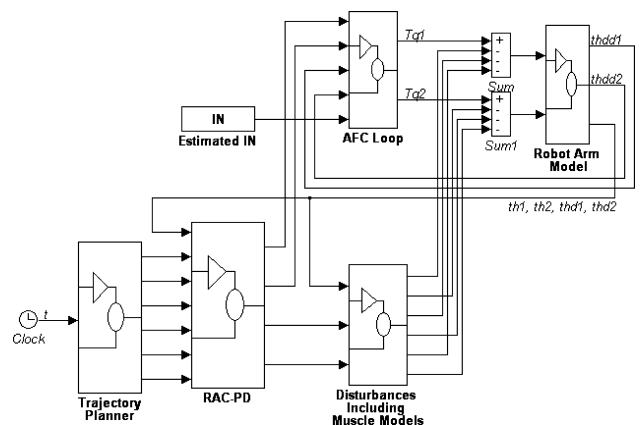 Tq1
thdd1
+
-
-
-
thdd2
Sum
Tq2
+
-
-
-
Sum1
IN
Estimated IN
AFC Loop
Robot Arm
Model
th1, th2, thd1, thd2
t
Clock
Trajectory
Planner
RAC-PD
Disturbances
Including
Muscle Models